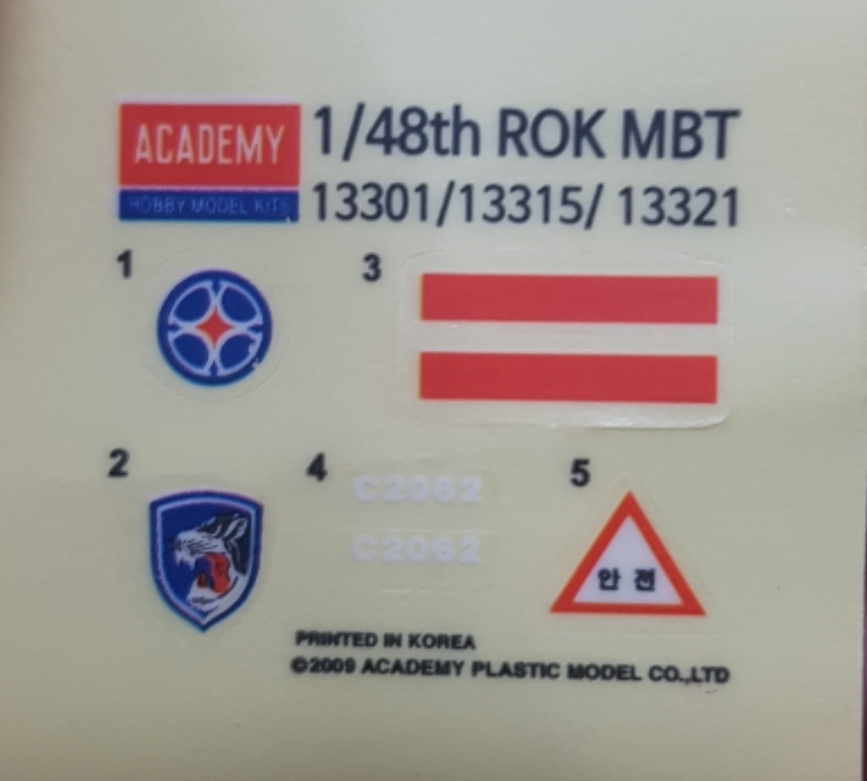 ACADEMY
HOBBY MODEL KITS
1/48th ROK MBT
13301/13315/ 13321
1
3
2
4
C2062
C2062
5
안전
PRINTED IN KOREA
©2009 ACADEMY PLASTIC MODEL CO.,LTD